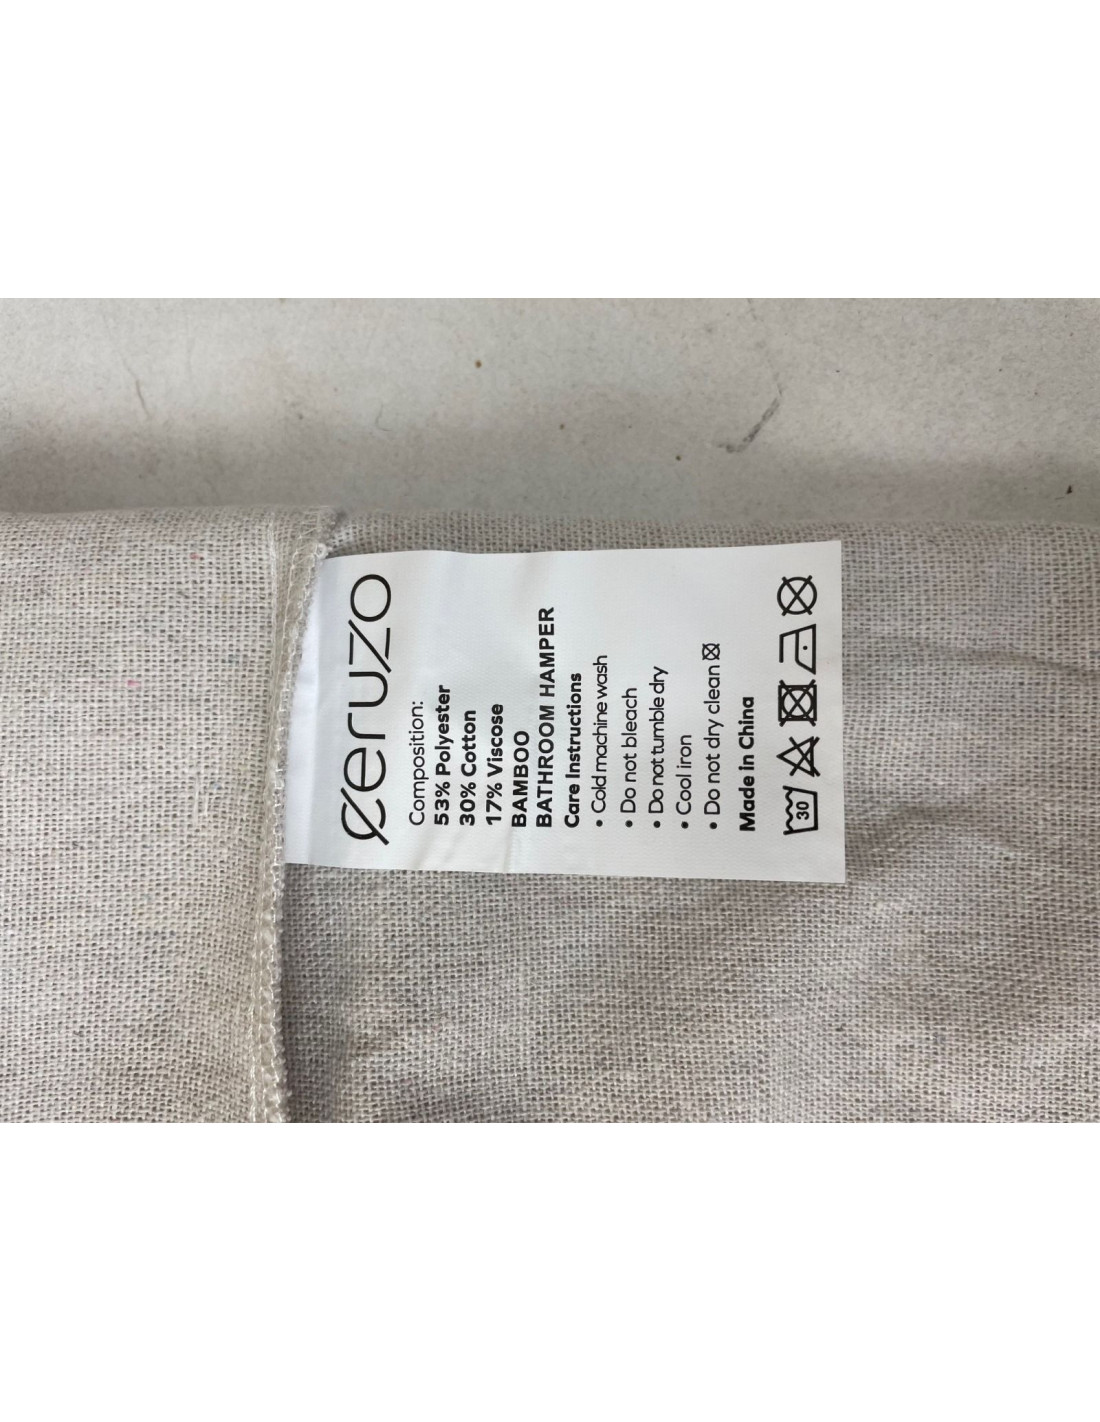 Ceruzo
Composition:
53% Polyester
30% Cotton
17% Viscose
BAMBOO
BATHROOM HAMPER
Care Instructions
• Cold machine wash
• Do not bleach
• Do not tumble dry
• Cool iron
• Do not dry clean
Made In China
30